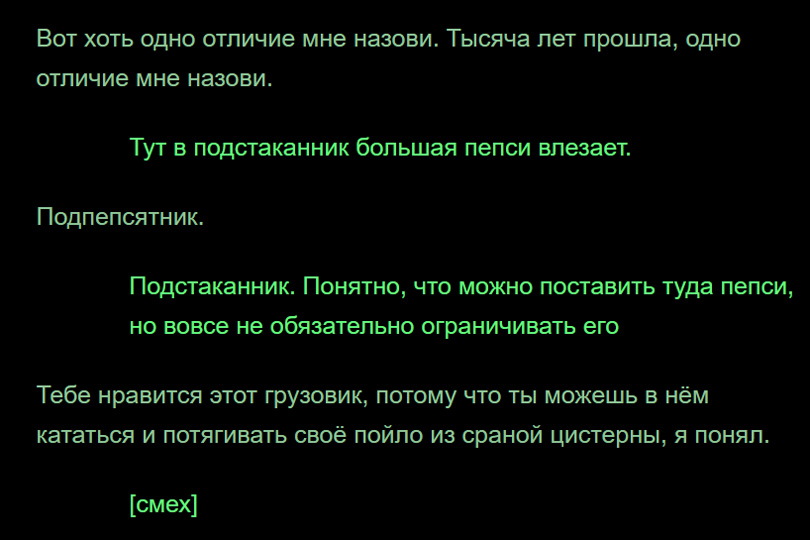 Вот хоть одно отличие мне назови. Тысяча лет прошла, одно
отличие мне назови.
Тут в подстаканник большая пепси влезает.
Подпепсятник.
Подстаканник. Понятно, что можно поставить туда пепси,
но вовсе не обязательно ограничивать его
Тебе нравится этот грузовик, потому что ты можешь в нём
кататься и потягивать своё пойло из сраной цистерны, я понял.
[смех]